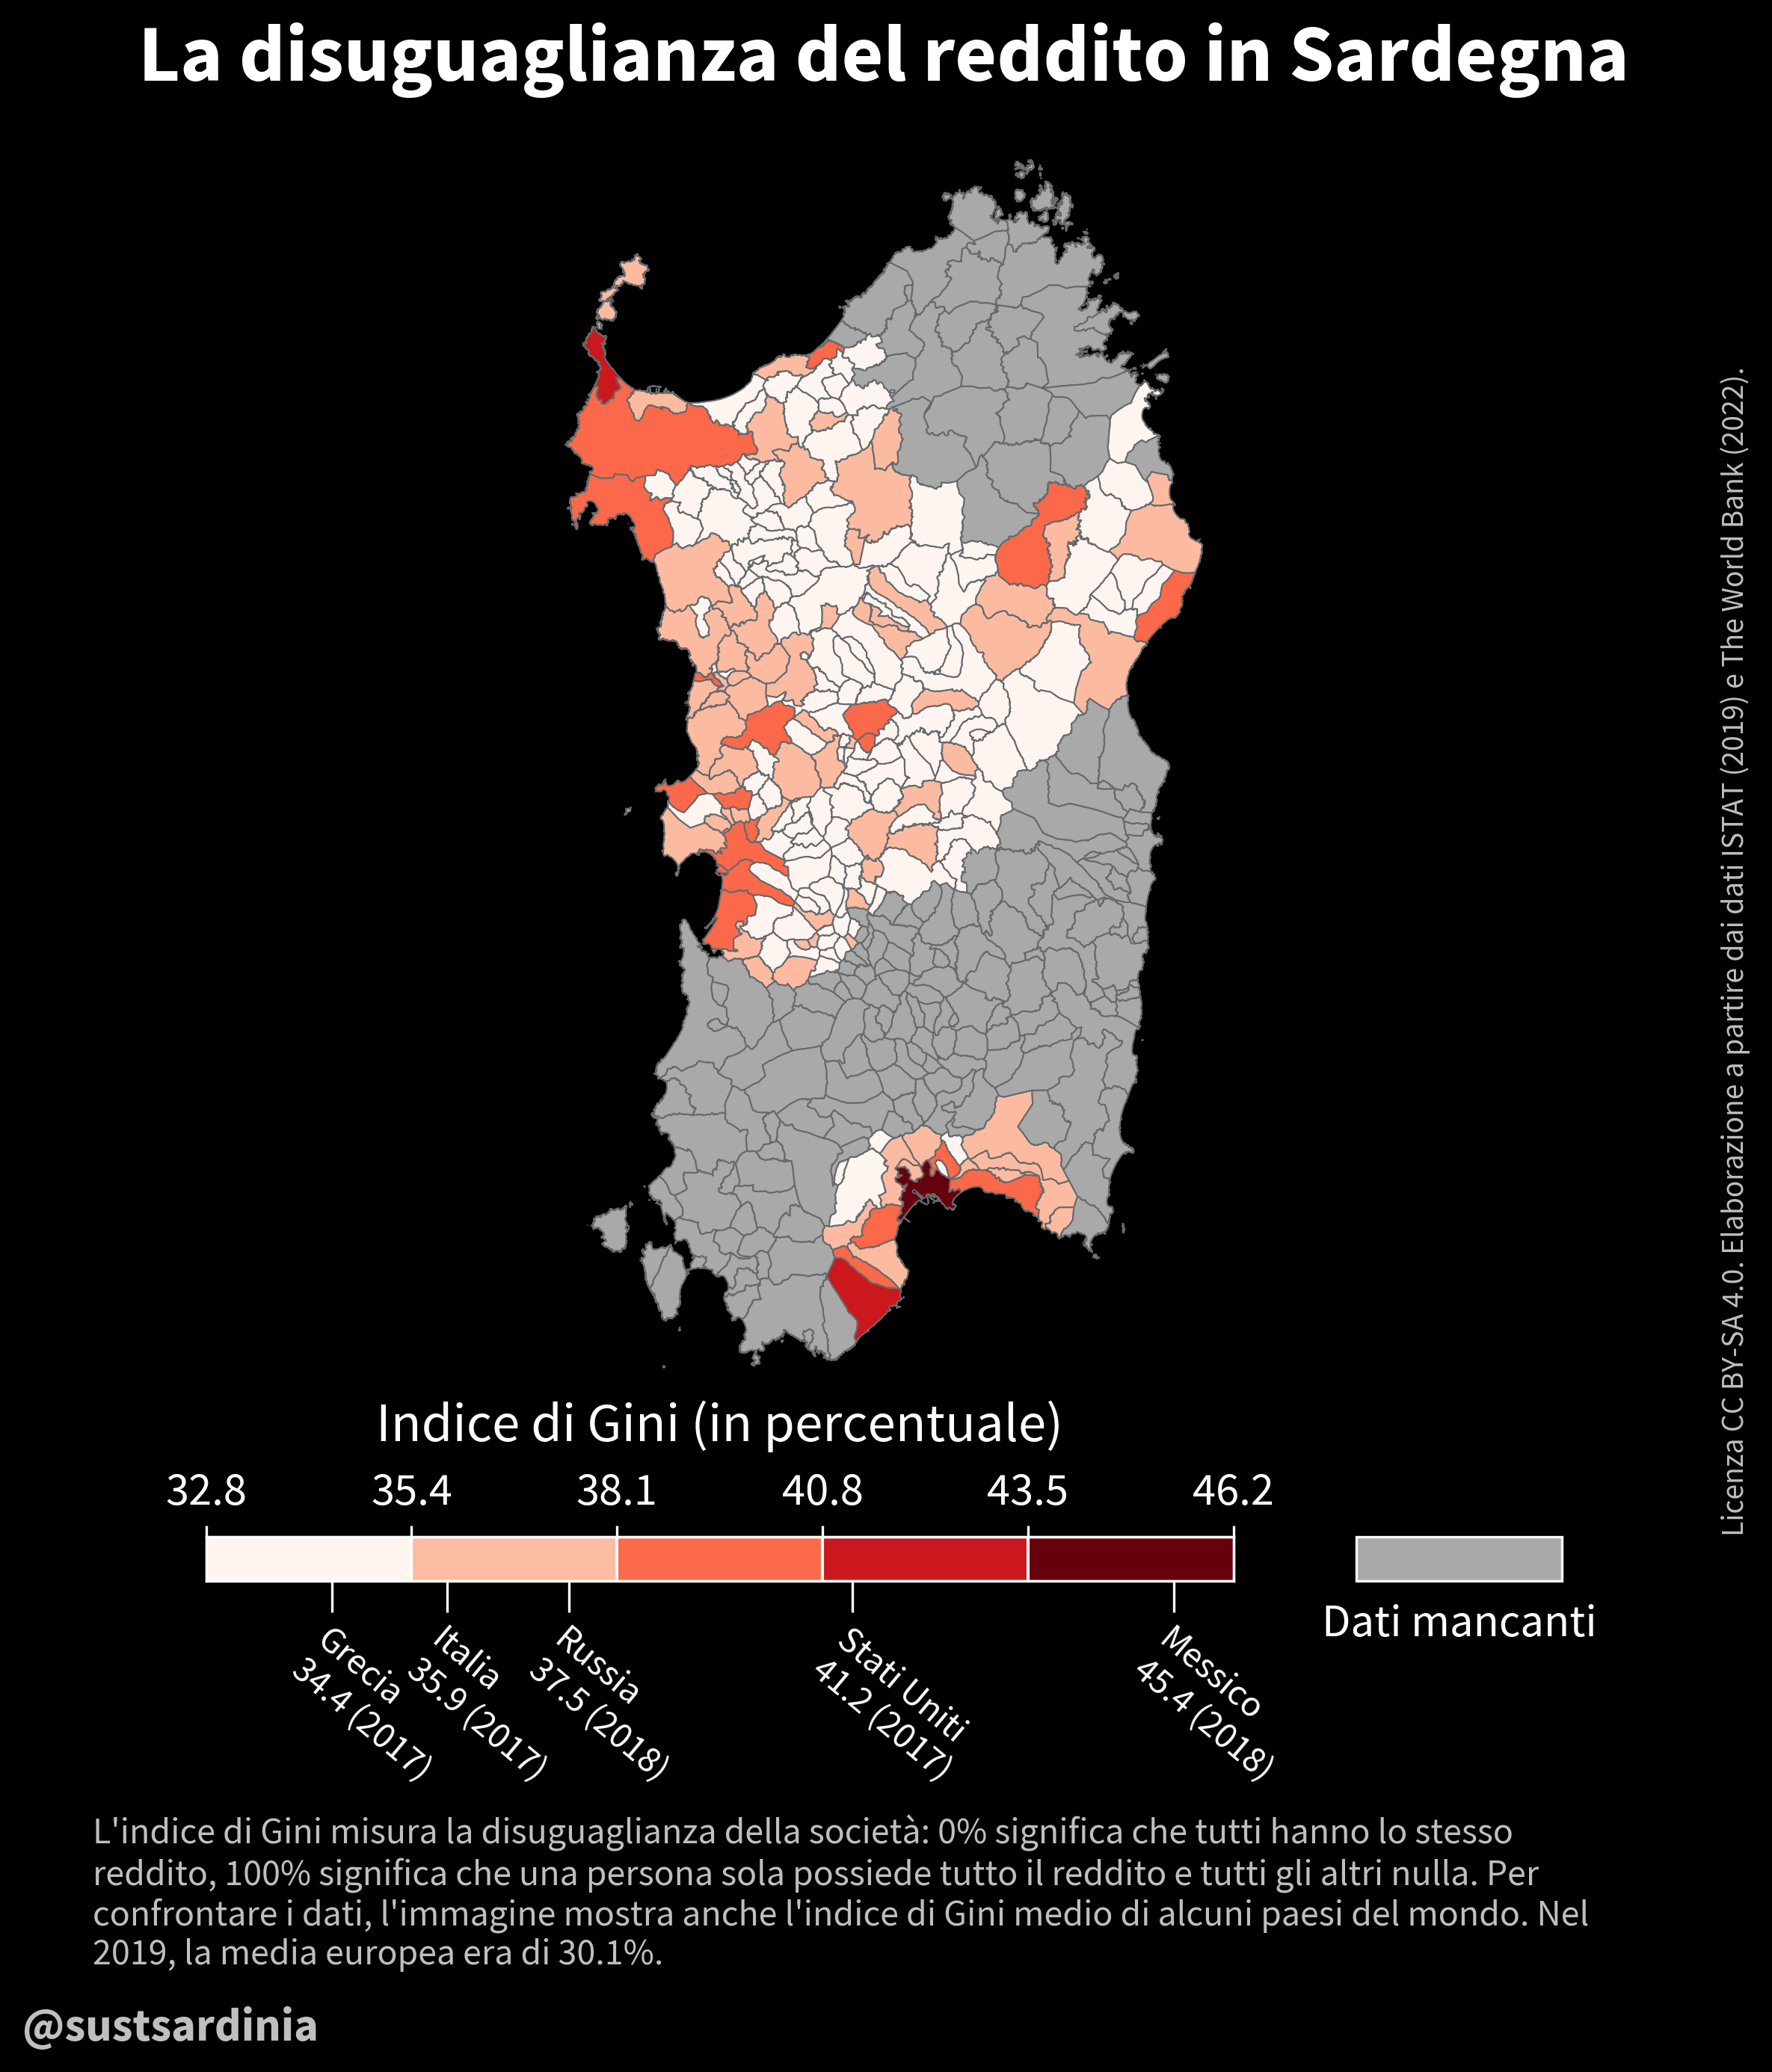 La disuguaglianza del reddito in Sardegna
Licenza CC BY-SA 4.0. Elaborazione a partire dai dati ISTAT (2019) e The World Bank (2022).
Indice di Gini (in percentuale)
32.8 35.4 38.1 40.8 43.5 46.2
Grecia
34.4 (2017)
Italia
35.9 (2017)
Russia
37.5 (2018)
Stati Uniti
41.2 (2017)
Messico
45.4 (2018)
Dati mancanti
L'indice di Gini misura la disuguaglianza della società: 0% significa che tutti hanno lo stesso
reddito, 100% significa che una persona sola possiede tutto il reddito e tutti gli altri nulla. Per
confrontare i dati, l'immagine mostra anche l'indice di Gini medio di alcuni paesi del mondo. Nel
2019, la media europea era di 30.1%.
@sustsardinia